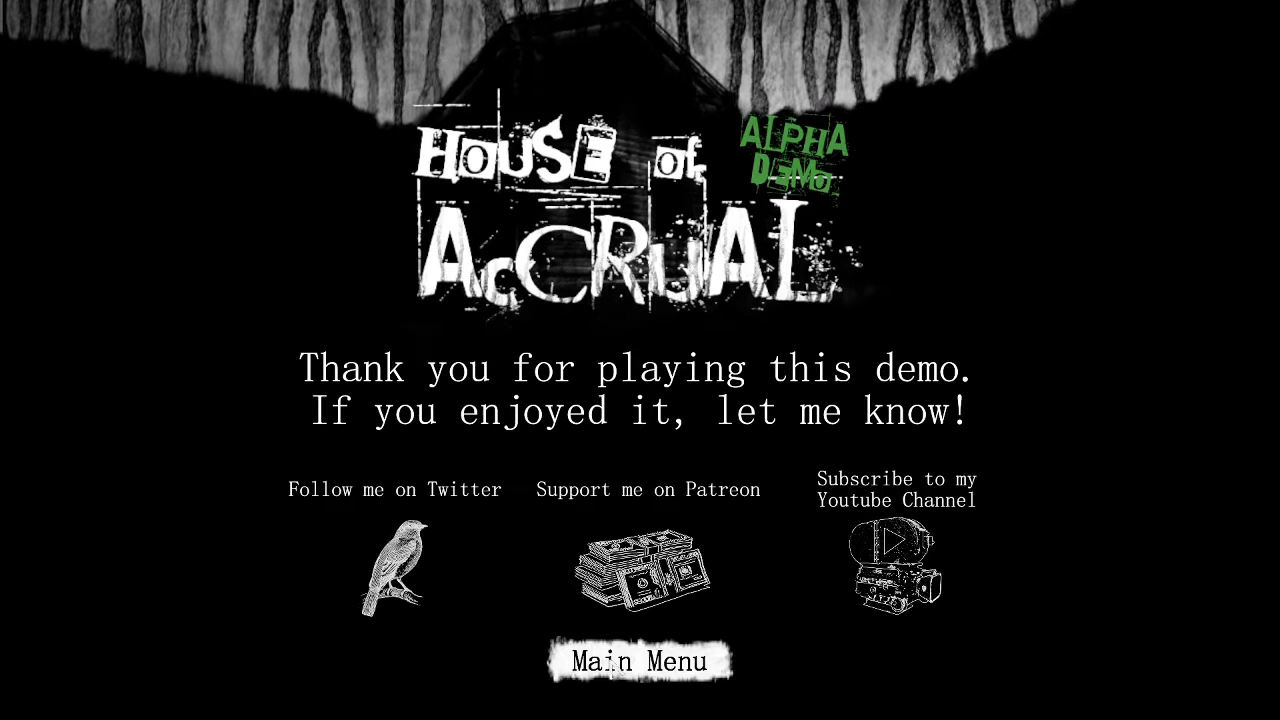 HOUSE of
ALPHA
DEMo
AcCRuAL
Thank you for playing this demo.
If you enjoyed it, let me know!
Follow me on Twitter
Support me on Patreon
Subscribe to my
Youtube Channel
Main Menu